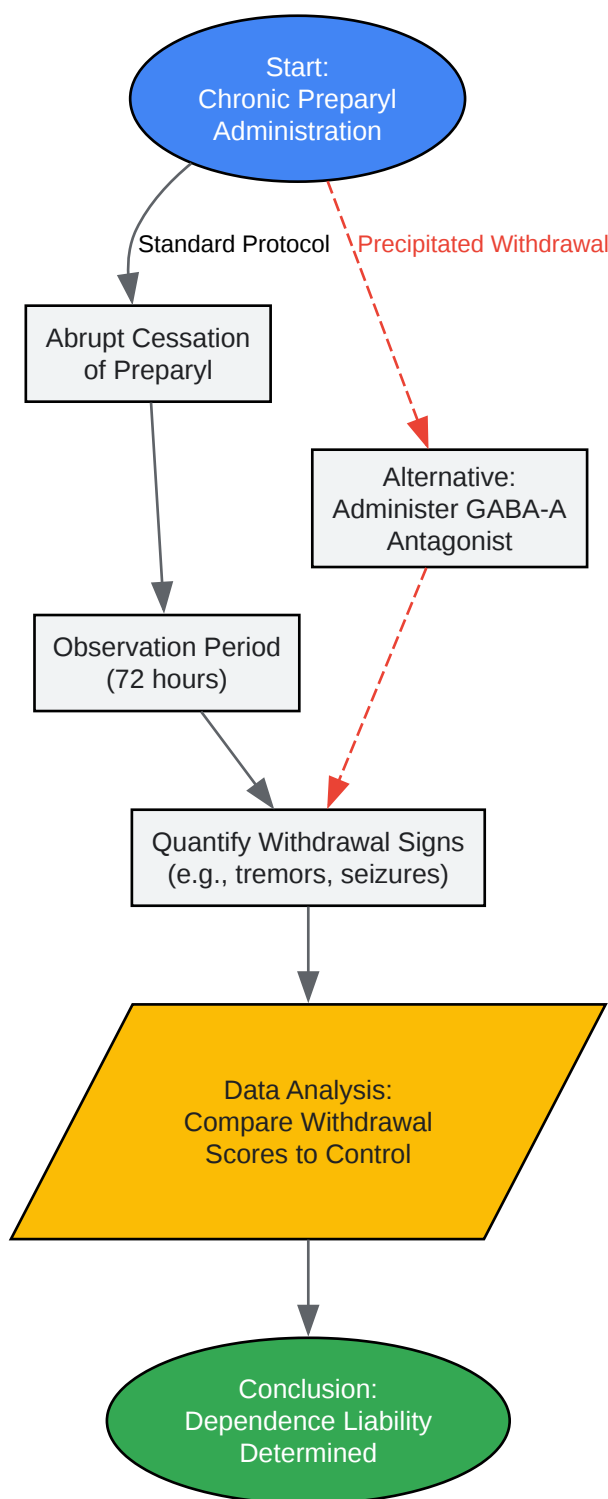 Start:
Chronic Preparyl
Administration
Standard Protocol
Precipitated Withdrawal
Abrupt Cessation
of Preparyl
Alternative:
Administer GABA-A
Antagonist
Observation Period
(72 hours)
Quantify Withdrawal Signs
(e.g., tremors, seizures)
Data Analysis:
Compare Withdrawal
Scores to Control
Conclusion:
Dependence Liability
Determined